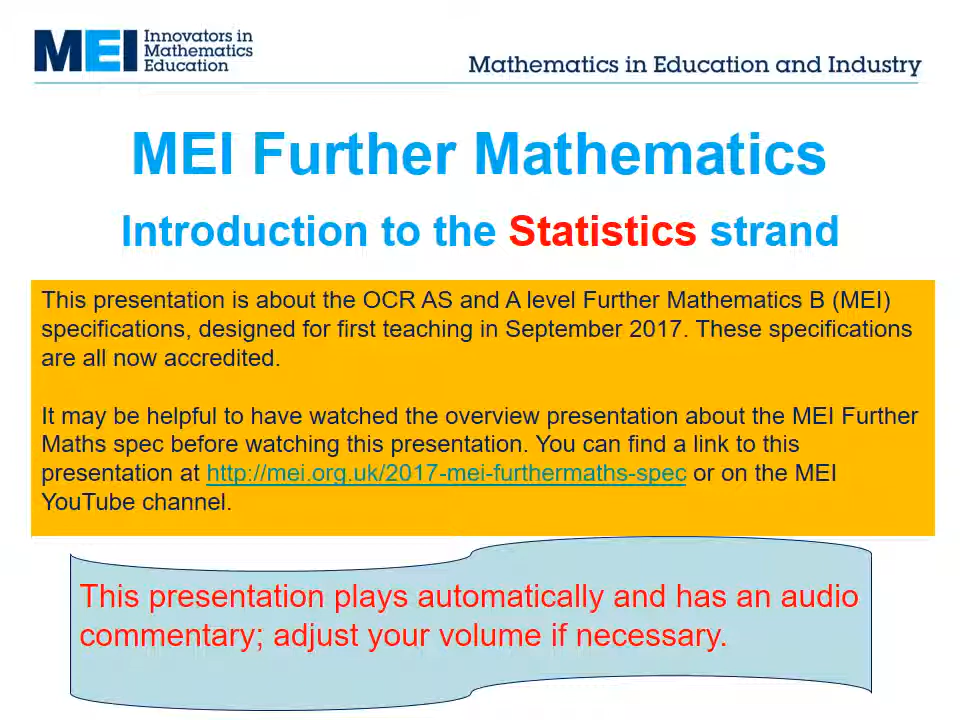 MEI Innovators in
Mathematics
Education
Mathematics in Education and Industry
MEI Further Mathematics
Introduction to the Statistics strand
This presentation is about the OCR AS and A level Further Mathematics B (MEI)
specifications, designed for first teaching in September 2017. These specifications
are all now accredited.
It may be helpful to have watched the overview presentation about the MEI Further
Maths spec before watching this presentation. You can find a link to this
presentation at http://mei.org.uk/2017-mei-furthermaths-spec or on the MEI
YouTube channel.
This presentation plays automatically and has an audio
commentary; adjust your volume if necessary.